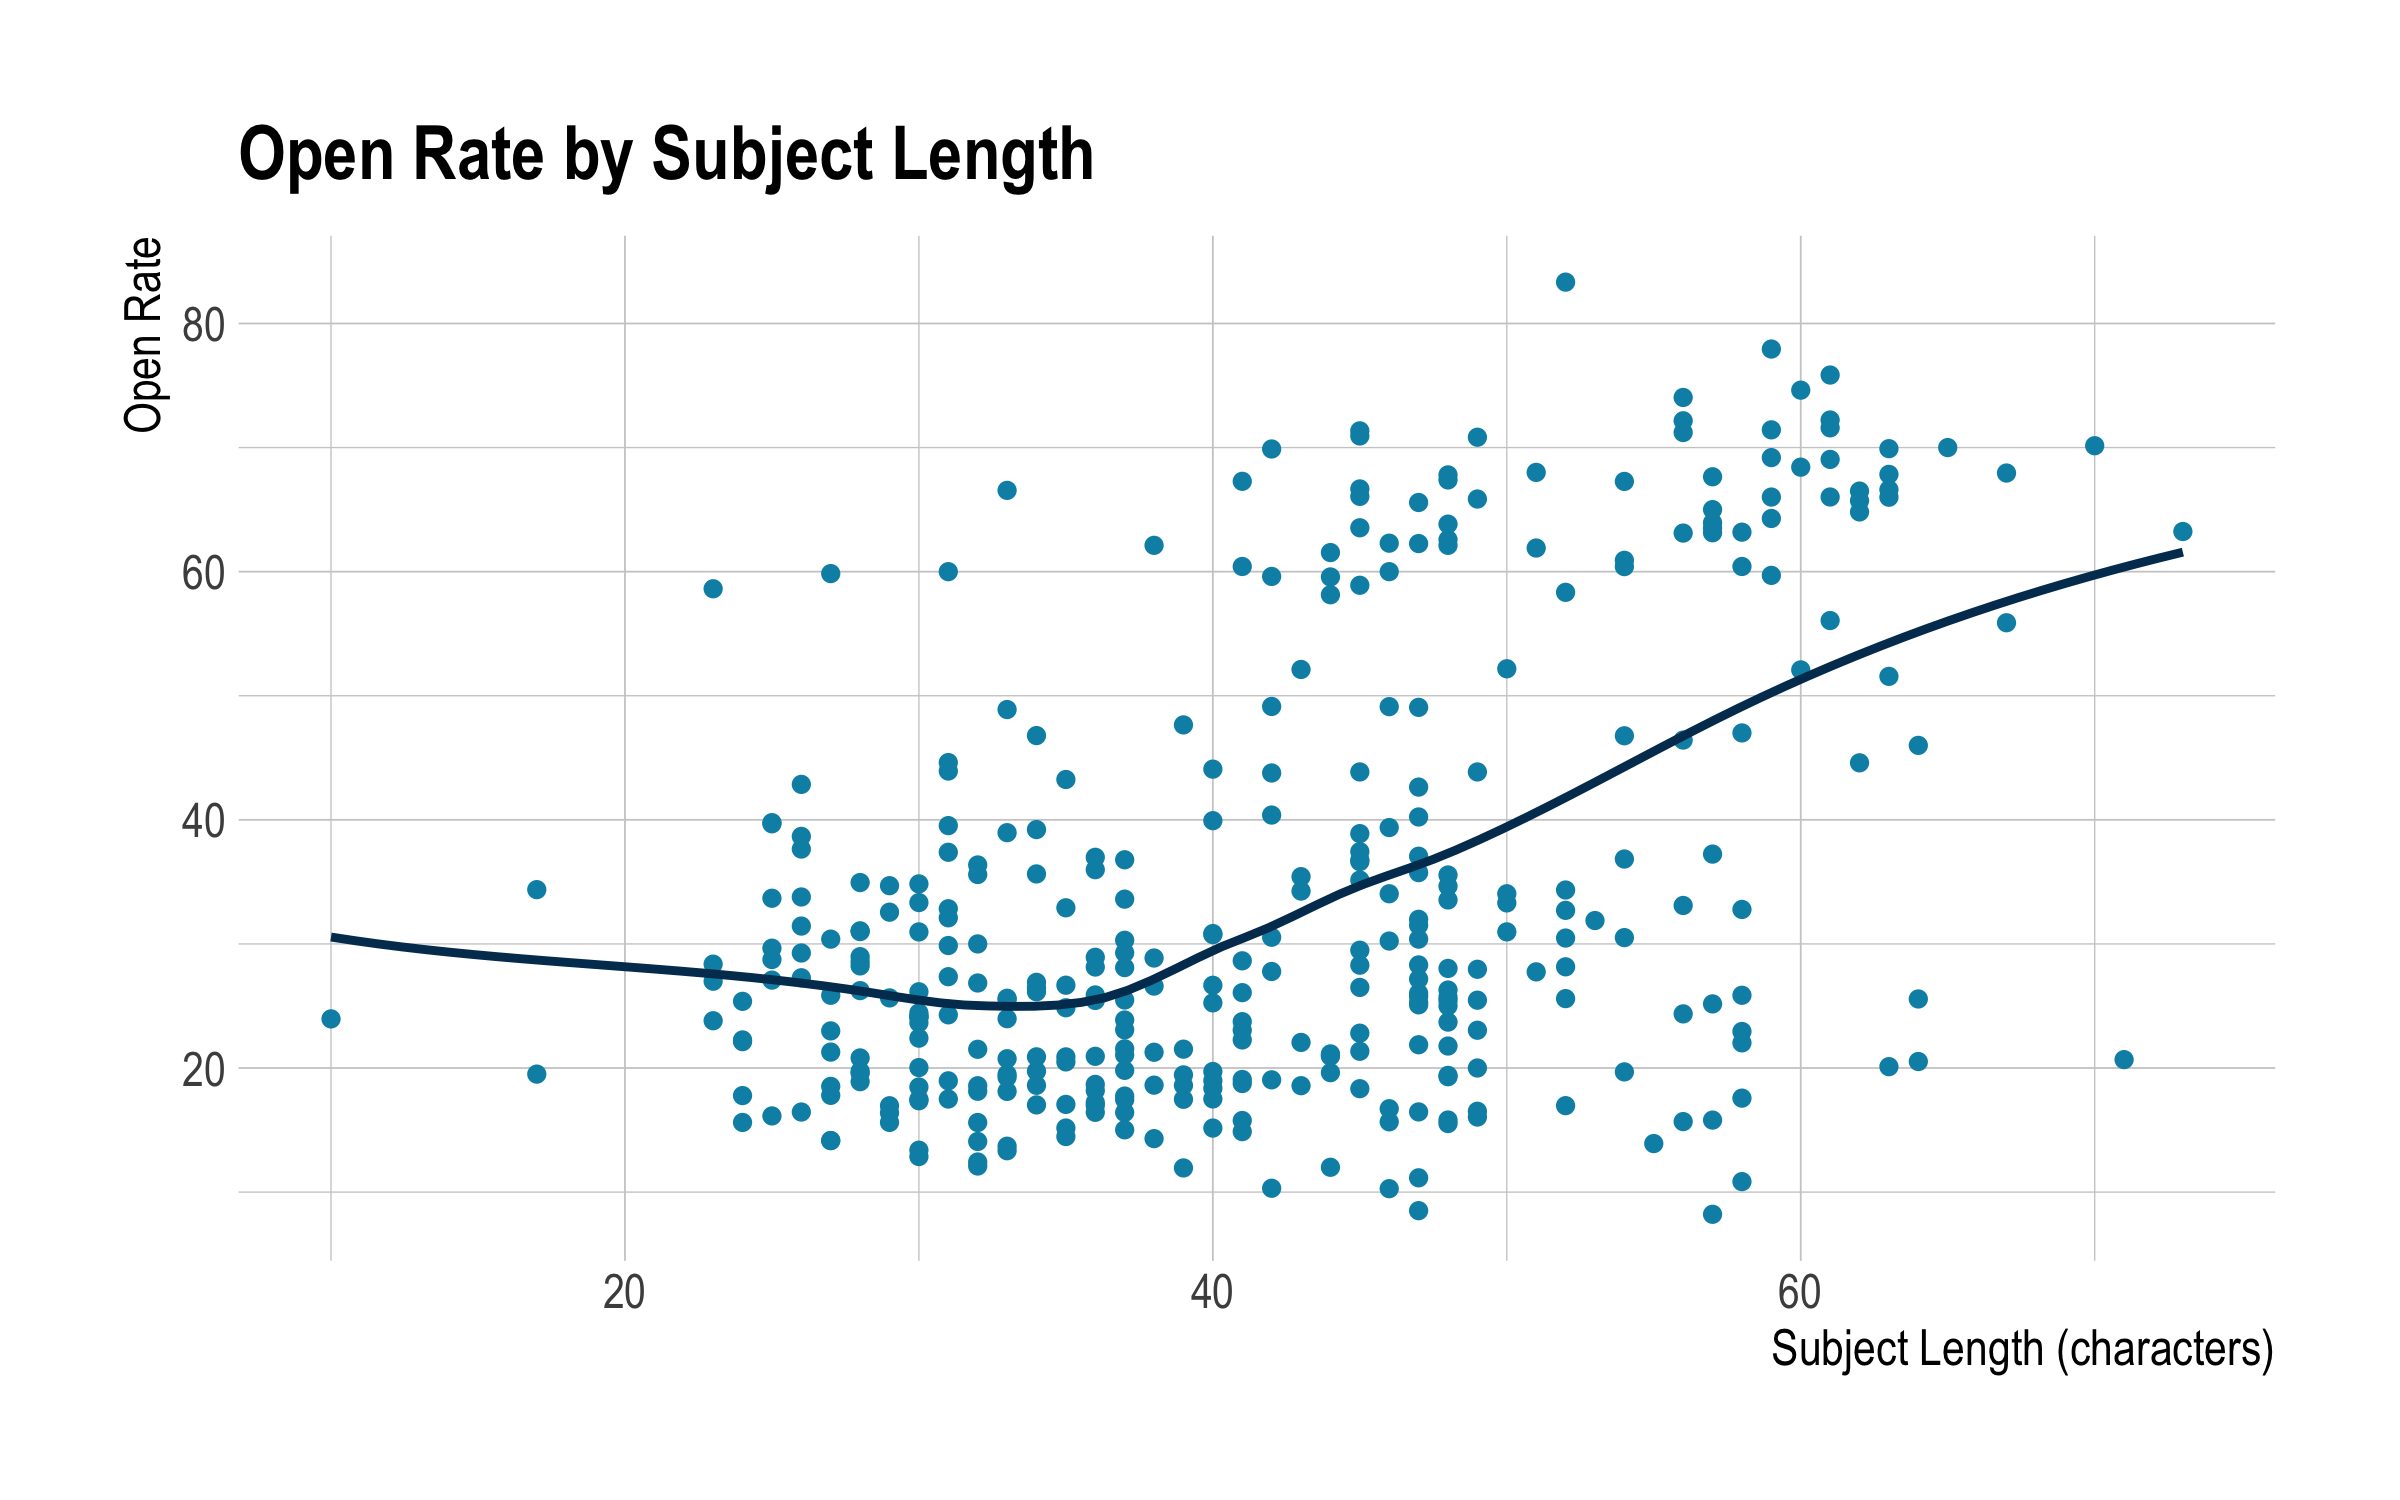 Open Rate by Subject Length
Open Rate
80
60
40
20
20 40 60
Subject Length (characters)